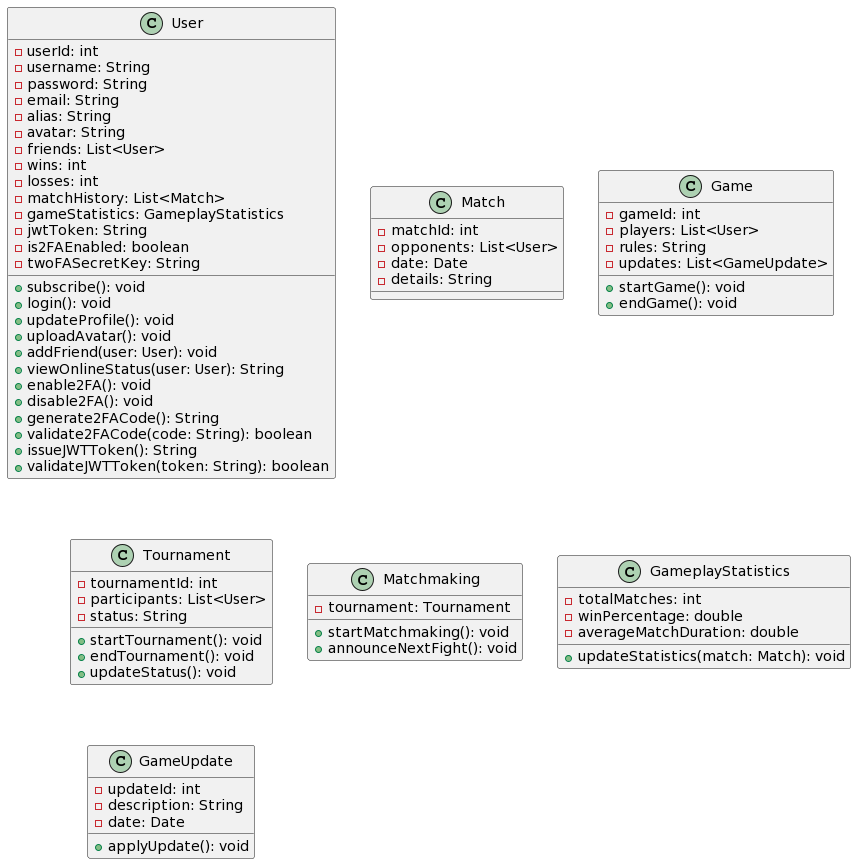 C User
userId: int
username: String
password: String
email: String
alias: String
avatar: String
friends: List<User>
wins: int
losses: int
matchHistory: List<Match>
gameStatistics: GameplayStatistics
jwtToken: String
is2FAEnabled: boolean
twoFASecretKey: String
subscribe(): void
login(): void
updateProfile(): void
uploadAvatar(): void
addFriend(user: User): void
viewOnlineStatus(user: User): String
enable2FA(): void
disable2FA(): void
generate2FACode(): String
validate2FACode(code: String): boolean
issueJWTToken(): String
validateJWTToken(token: String): boolean
C Match
matchId: int
opponents: List<User>
date: Date
details: String
C Game
gameId: int
players: List<User>
rules: String
updates: List<GameUpdate>
startGame(): void
endGame(): void
C Tournament
tournamentId: int
participants: List<User>
status: String
startTournament(): void
endTournament(): void
updateStatus(): void
C Matchmaking
tournament: Tournament
startMatchmaking(): void
announceNextFight(): void
C GameplayStatistics
totalMatches: int
winPercentage: double
averageMatchDuration: double
updateStatistics(match: Match): void
C GameUpdate
updateId: int
description: String
date: Date
applyUpdate(): void